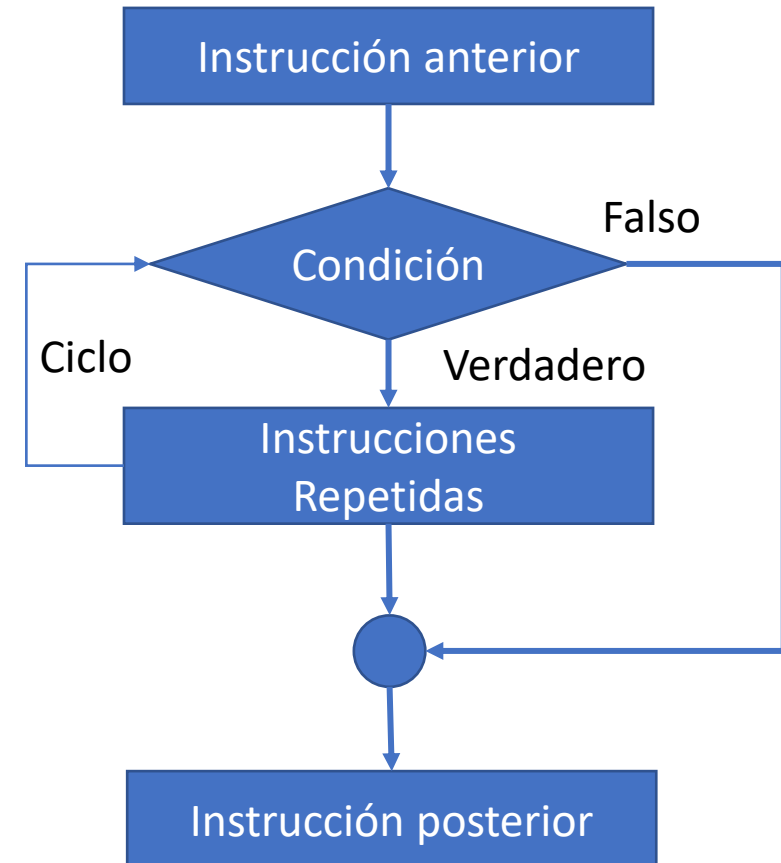 Instrucción anterior
Falso
Condición
Ciclo
Verdadero
Instrucciones
Repetidas
Instrucción posterior